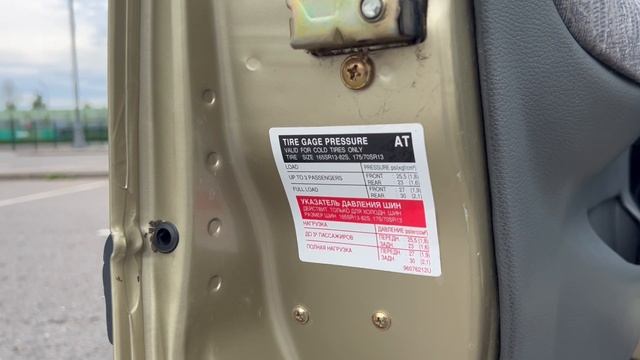 TIRE GAGE PRESSURE AT
VALID FOR COLD TIRES ONLY
TIRE SIZE 165SR13-82S, 175/70SR13
LOAD PRESSURE psi(kgf/cm²)
UP TO 3 PASSENGERS FRONT : 25,5 (1,8)
REAR : 23 (1,6)
FULL LOAD FRONT : 27 (1,9)
REAR : 30 (2,1)
УКАЗАТЕЛЬ ДАВЛЕНИЯ ШИН
ДЕЙСТВИТ ТОЛЬКО ДЛЯ ХОЛОДН. ШИН
РАЗМЕР ШИН: 165SR13-82S, 175/70SR13
НАГРУЗКА ДАВЛЕНИЕ psi(кг/см²)
ДО 3Х ПАССАЖИРОВ ПЕРЕДН. : 25,5 (1,8)
ЗАДН. : 23 (1,6)
ПОЛНАЯ НАГРУЗКА ПЕРЕДН. : 27 (1,9)
ЗАДН. : 30 (2,1)
96076212U